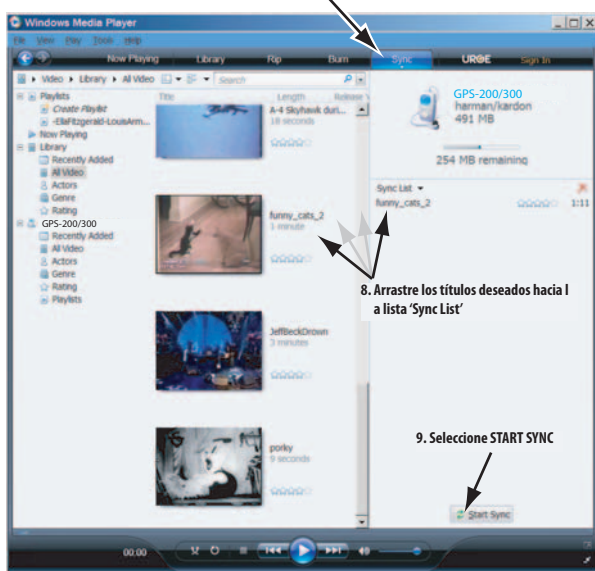 Windows Media Player
File View Play Tools Help
Now Playing Library Rip Burn Sync URGE Sign In
Video Library All Video Search
Playlists
Create Playlist
-EllaFitzgerald-LouisArm...
Now Playing
Library
Recently Added
All Video
Actors
Genre
Rating
GPS-200/300
Recently Added
All Video
Actors
Genre
Rating
Playlists
Title Length Release
A-4 Skyhawk duri...
18 seconds
funny_cats_2
1 minute
JeffBeckDrown
3 minutes
porky
9 seconds
GPS-200/300
harman/kardon
491 MB
254 MB remaining
Sync List
funny_cats_2 1:11
8. Arrastre los títulos deseados hacia l
a lista ‘Sync List’
9. Seleccione START SYNC
Start Sync
00:00